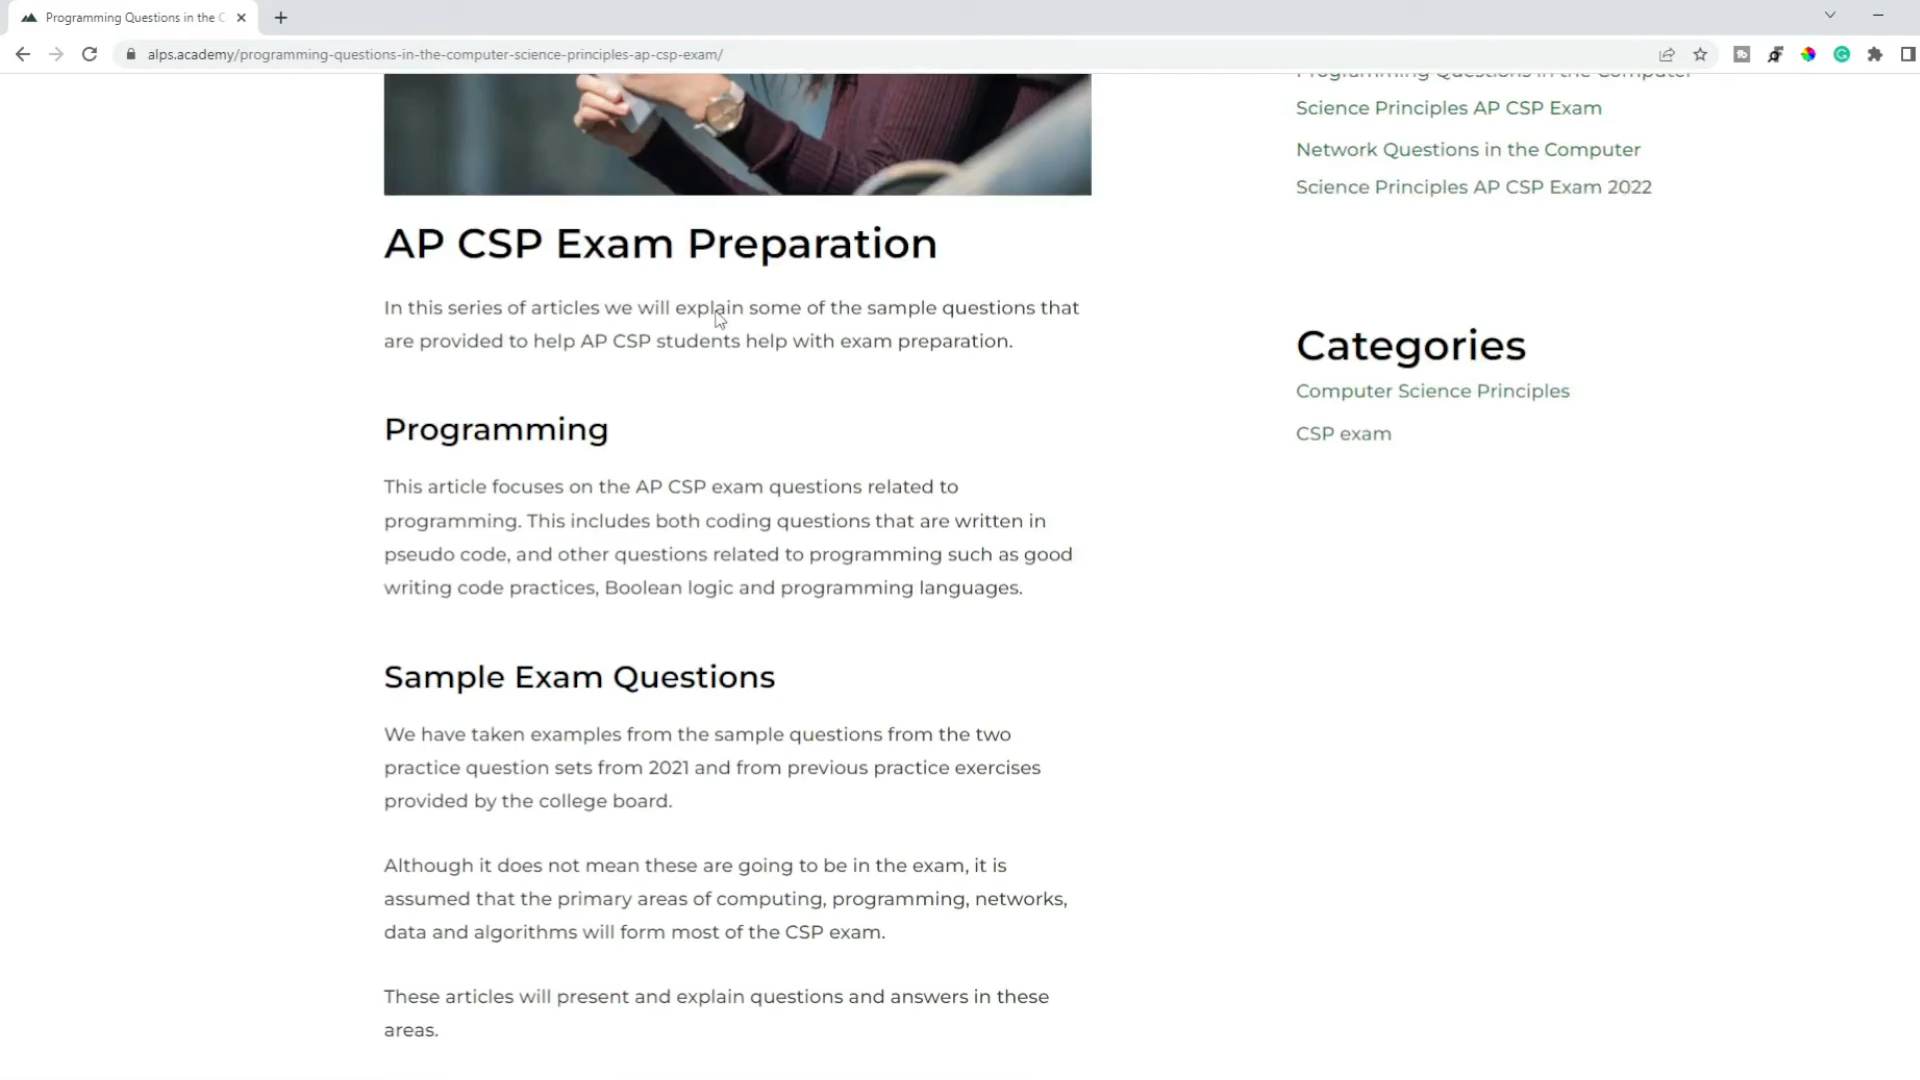 Programming Questions in the C
alps.academy/programming-questions-in-the-computer-science-principles-ap-csp-exam/
AP CSP Exam Preparation
In this series of articles we will explain some of the sample questions that
are provided to help AP CSP students help with exam preparation.
Programming
This article focuses on the AP CSP exam questions related to
programming. This includes both coding questions that are written in
pseudo code, and other questions related to programming such as good
writing code practices, Boolean logic and programming languages.
Sample Exam Questions
We have taken examples from the sample questions from the two
practice question sets from 2021 and from previous practice exercises
provided by the college board.
Although it does not mean these are going to be in the exam, it is
assumed that the primary areas of computing, programming, networks,
data and algorithms will form most of the CSP exam.
These articles will present and explain questions and answers in these
areas.
Programming Questions in the Computer
Science Principles AP CSP Exam
Network Questions in the Computer
Science Principles AP CSP Exam 2022
Categories
Computer Science Principles
CSP exam